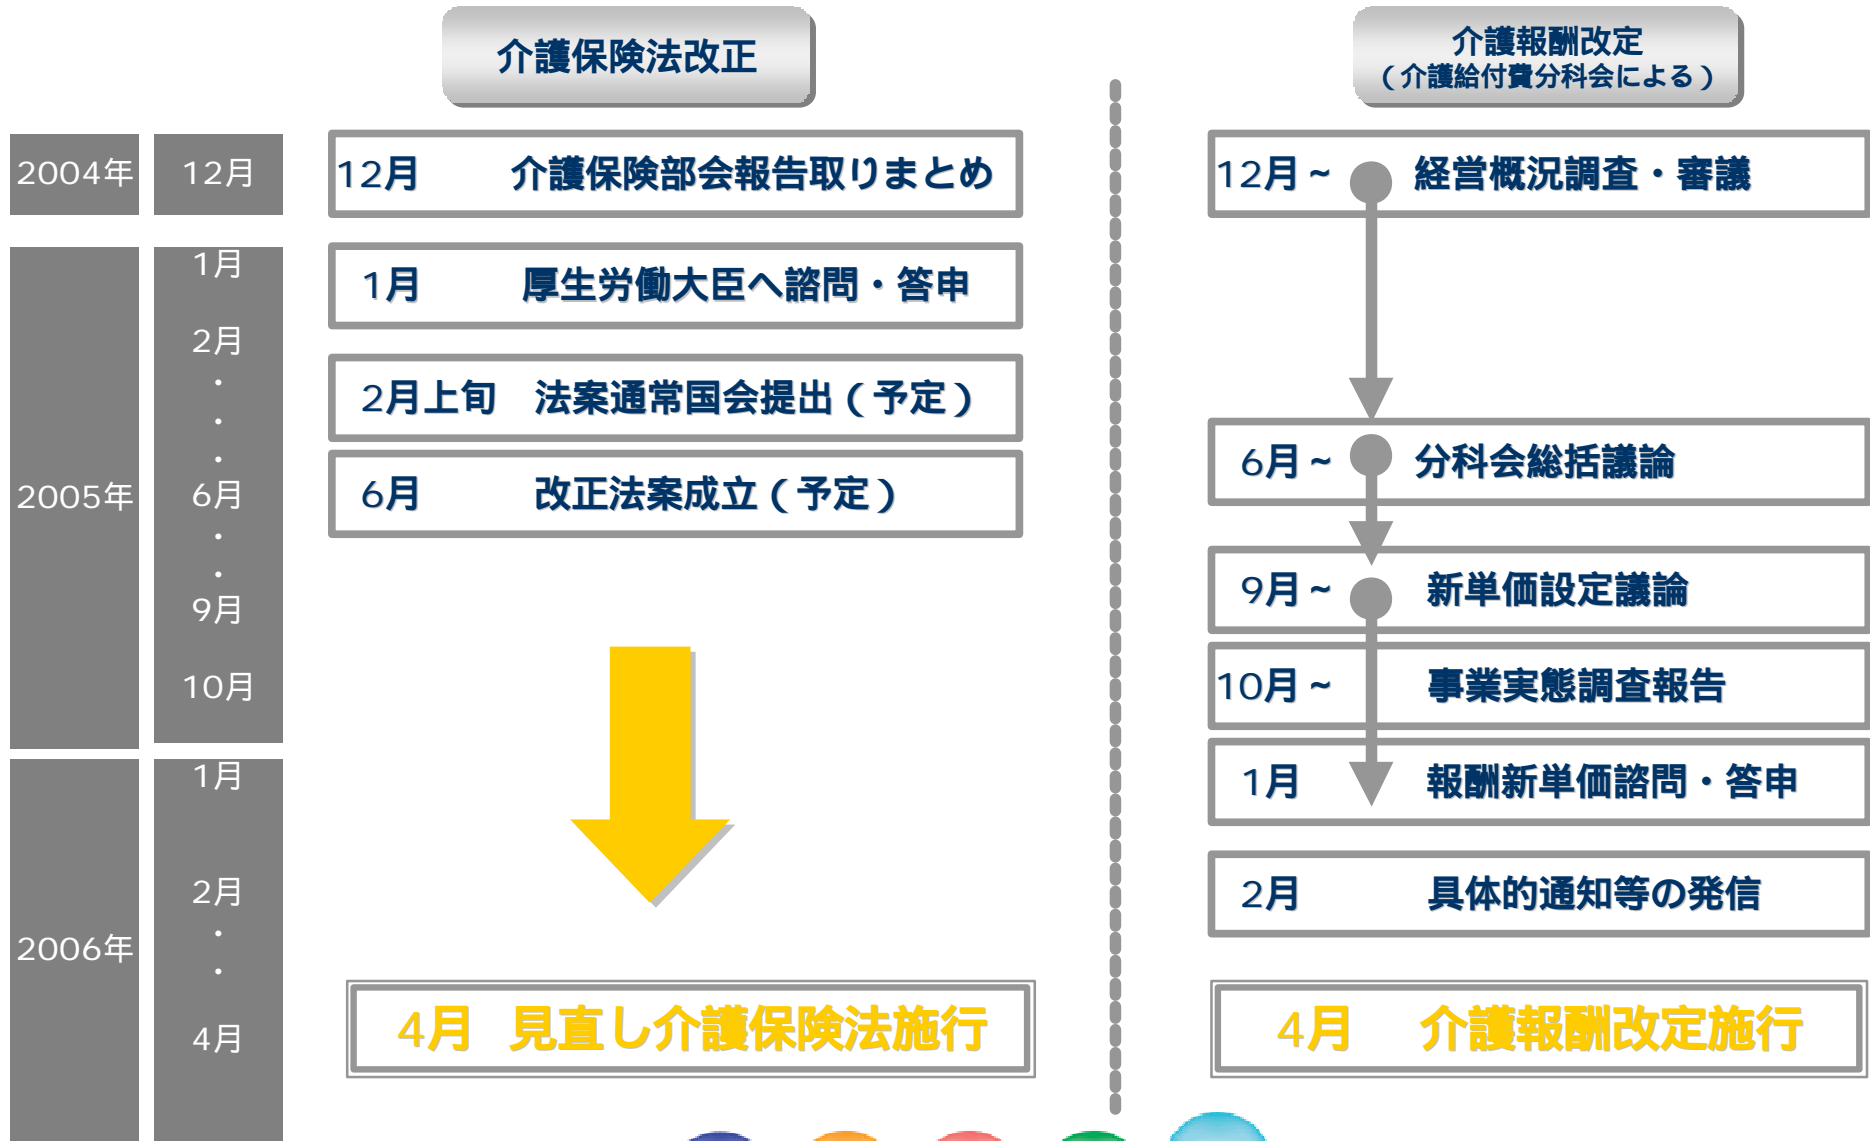 介護保険法改正
介護報酬改定
(介護給付費分科会による)
2004年
12月
12月 介護保険部会報告取りまとめ
12月~ 経営概況調査・審議
2005年
1月
2月
・
・
・
6月
・
・
9月
10月
1月 厚生労働大臣へ諮問・答申
2月上旬 法案通常国会提出(予定)
6月 改正法案成立(予定)
6月~ 分科会総括議論
9月~ 新単価設定議論
10月~ 事業実態調査報告
2006年
1月
2月
・
・
4月
1月 報酬新単価諮問・答申
2月 具体的通知等の発信
4月 見直し介護保険法施行
4月 介護報酬改定施行